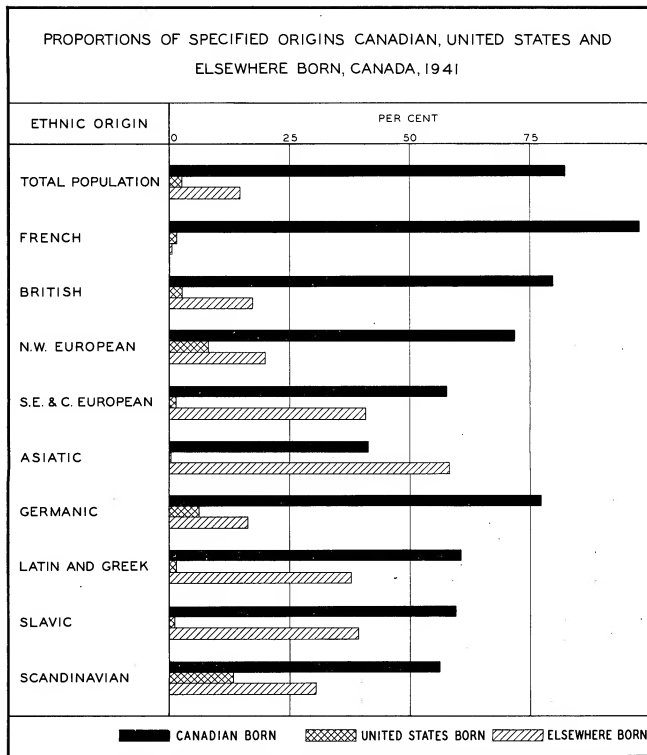 PROPORTIONS OF SPECIFIED ORIGINS CANADIAN, UNITED STATES AND
ELSEWHERE BORN, CANADA, 1941
ETHNIC ORIGIN
PER CENT
0 25 50 75
TOTAL POPULATION
FRENCH
BRITISH
N.W. EUROPEAN
S.E. & C. EUROPEAN
ASIATIC
GERMANIC
LATIN AND GREEK
SLAVIC
SCANDINAVIAN
CANADIAN BORN UNITED STATES BORN ELSEWHERE BORN